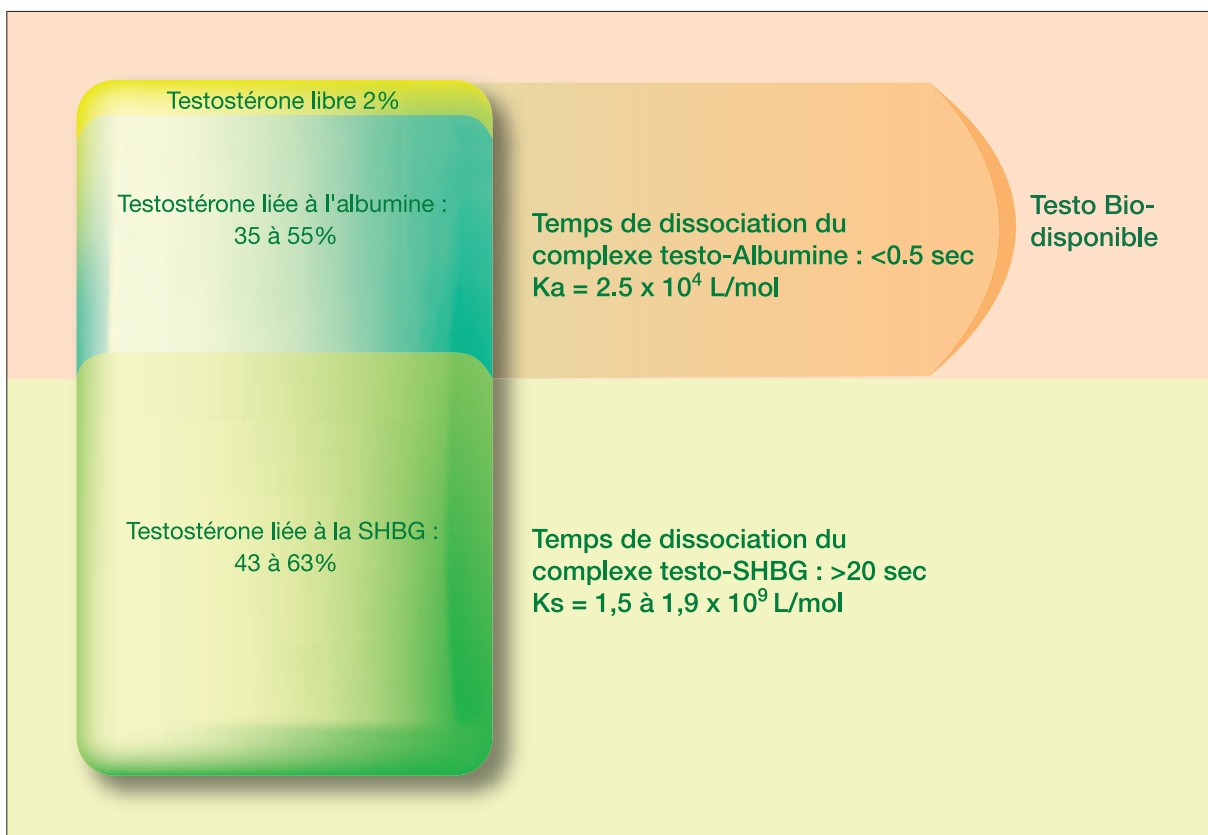 Testostérone libre 2%
Testostérone liée à l'albumine :
35 à 55%
Temps de dissociation du
complexe testo-Albumine : <0.5 sec
Ka = 2.5 x 10⁴ L/mol
Testo Bio-
disponible
Testostérone liée à la SHBG :
43 à 63%
Temps de dissociation du
complexe testo-SHBG : >20 sec
Ks = 1,5 à 1,9 x 10⁹ L/mol